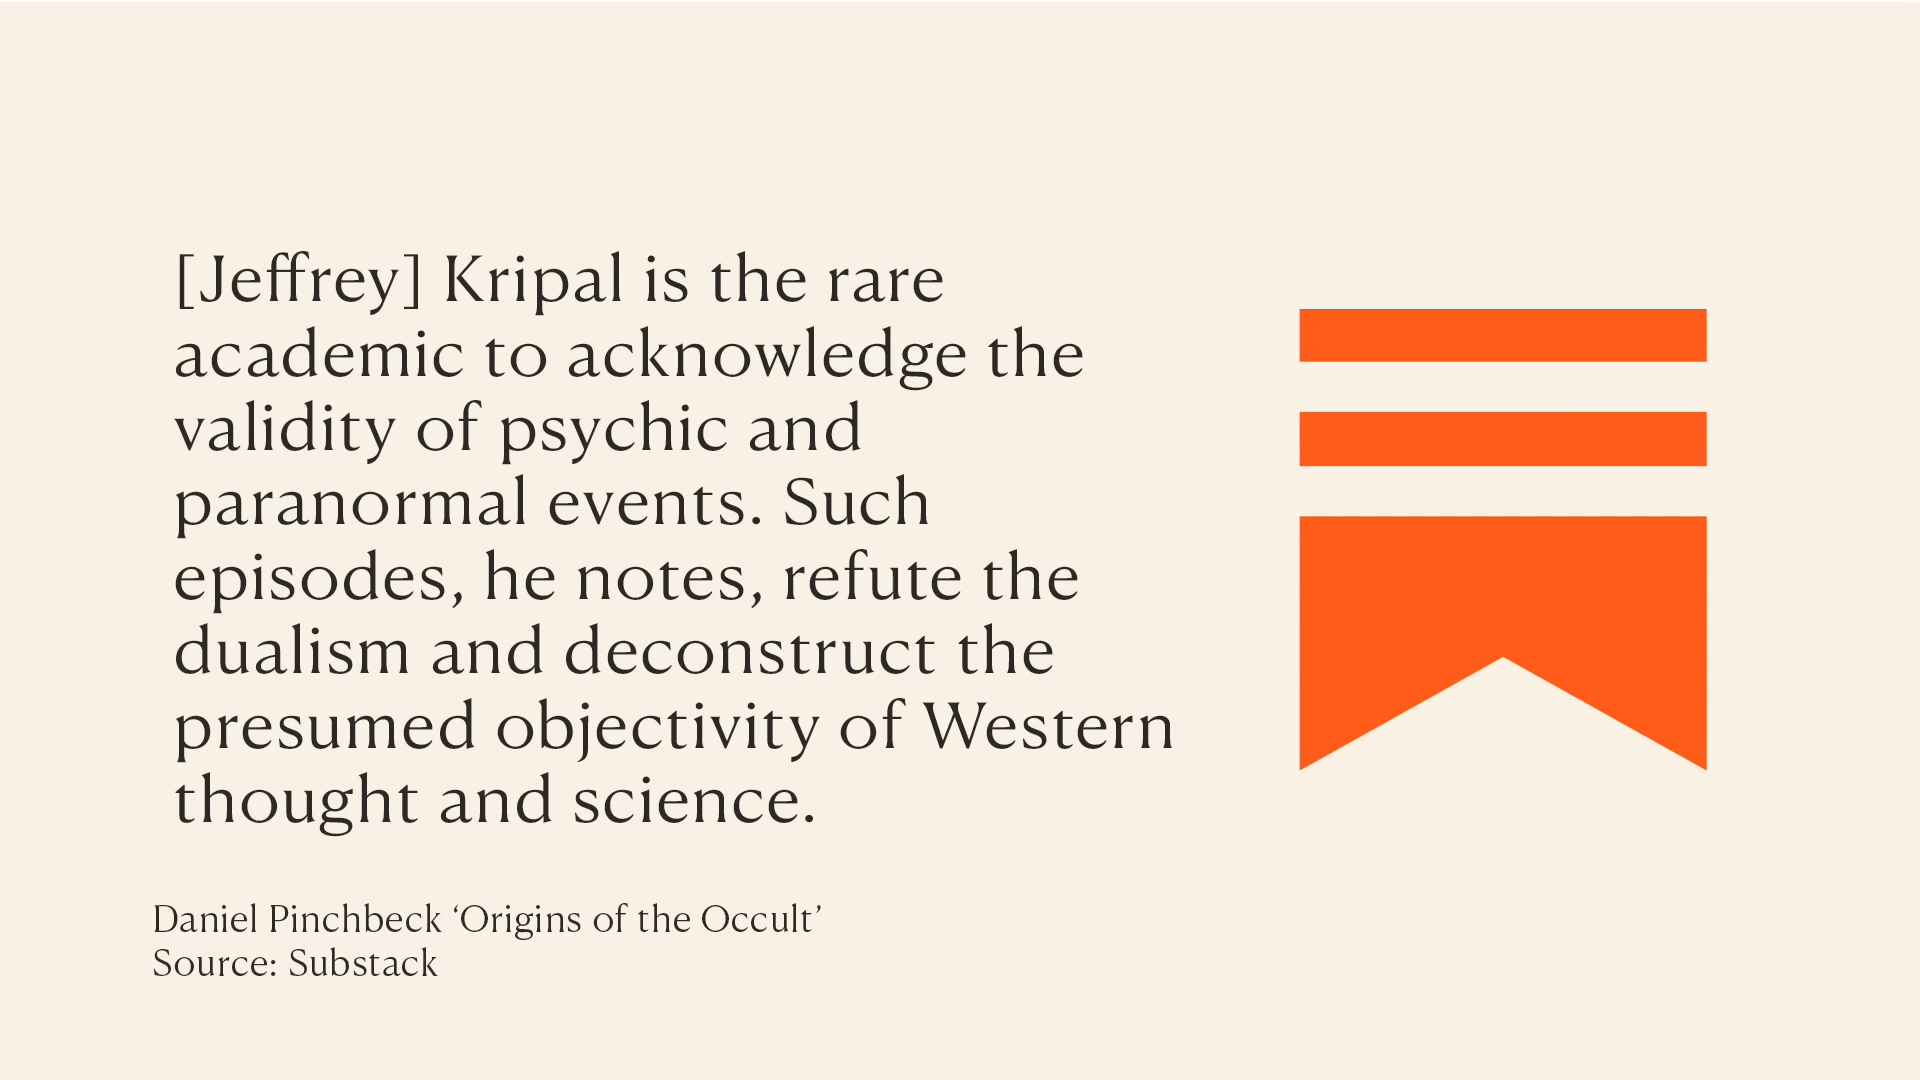 [Jeffrey] Kripal is the rare
academic to acknowledge the
validity of psychic and
paranormal events. Such
episodes, he notes, refute the
dualism and deconstruct the
presumed objectivity of Western
thought and science.
Daniel Pinchbeck ‘Origins of the Occult’
Source: Substack